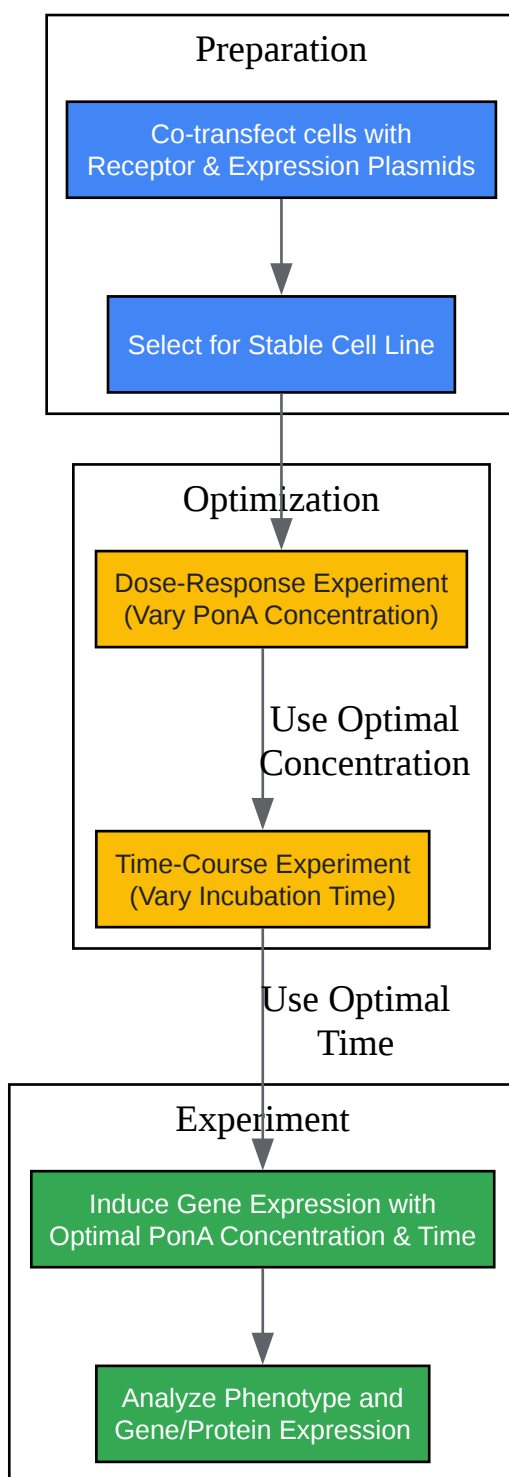 Preparation
Co-transfect cells with
Receptor & Expression Plasmids
Select for Stable Cell Line
Optimization
Dose-Response Experiment
(Vary PonA Concentration)
Use Optimal
Concentration
Time-Course Experiment
(Vary Incubation Time)
Use Optimal
Time
Experiment
Induce Gene Expression with
Optimal PonA Concentration & Time
Analyze Phenotype and
Gene/Protein Expression